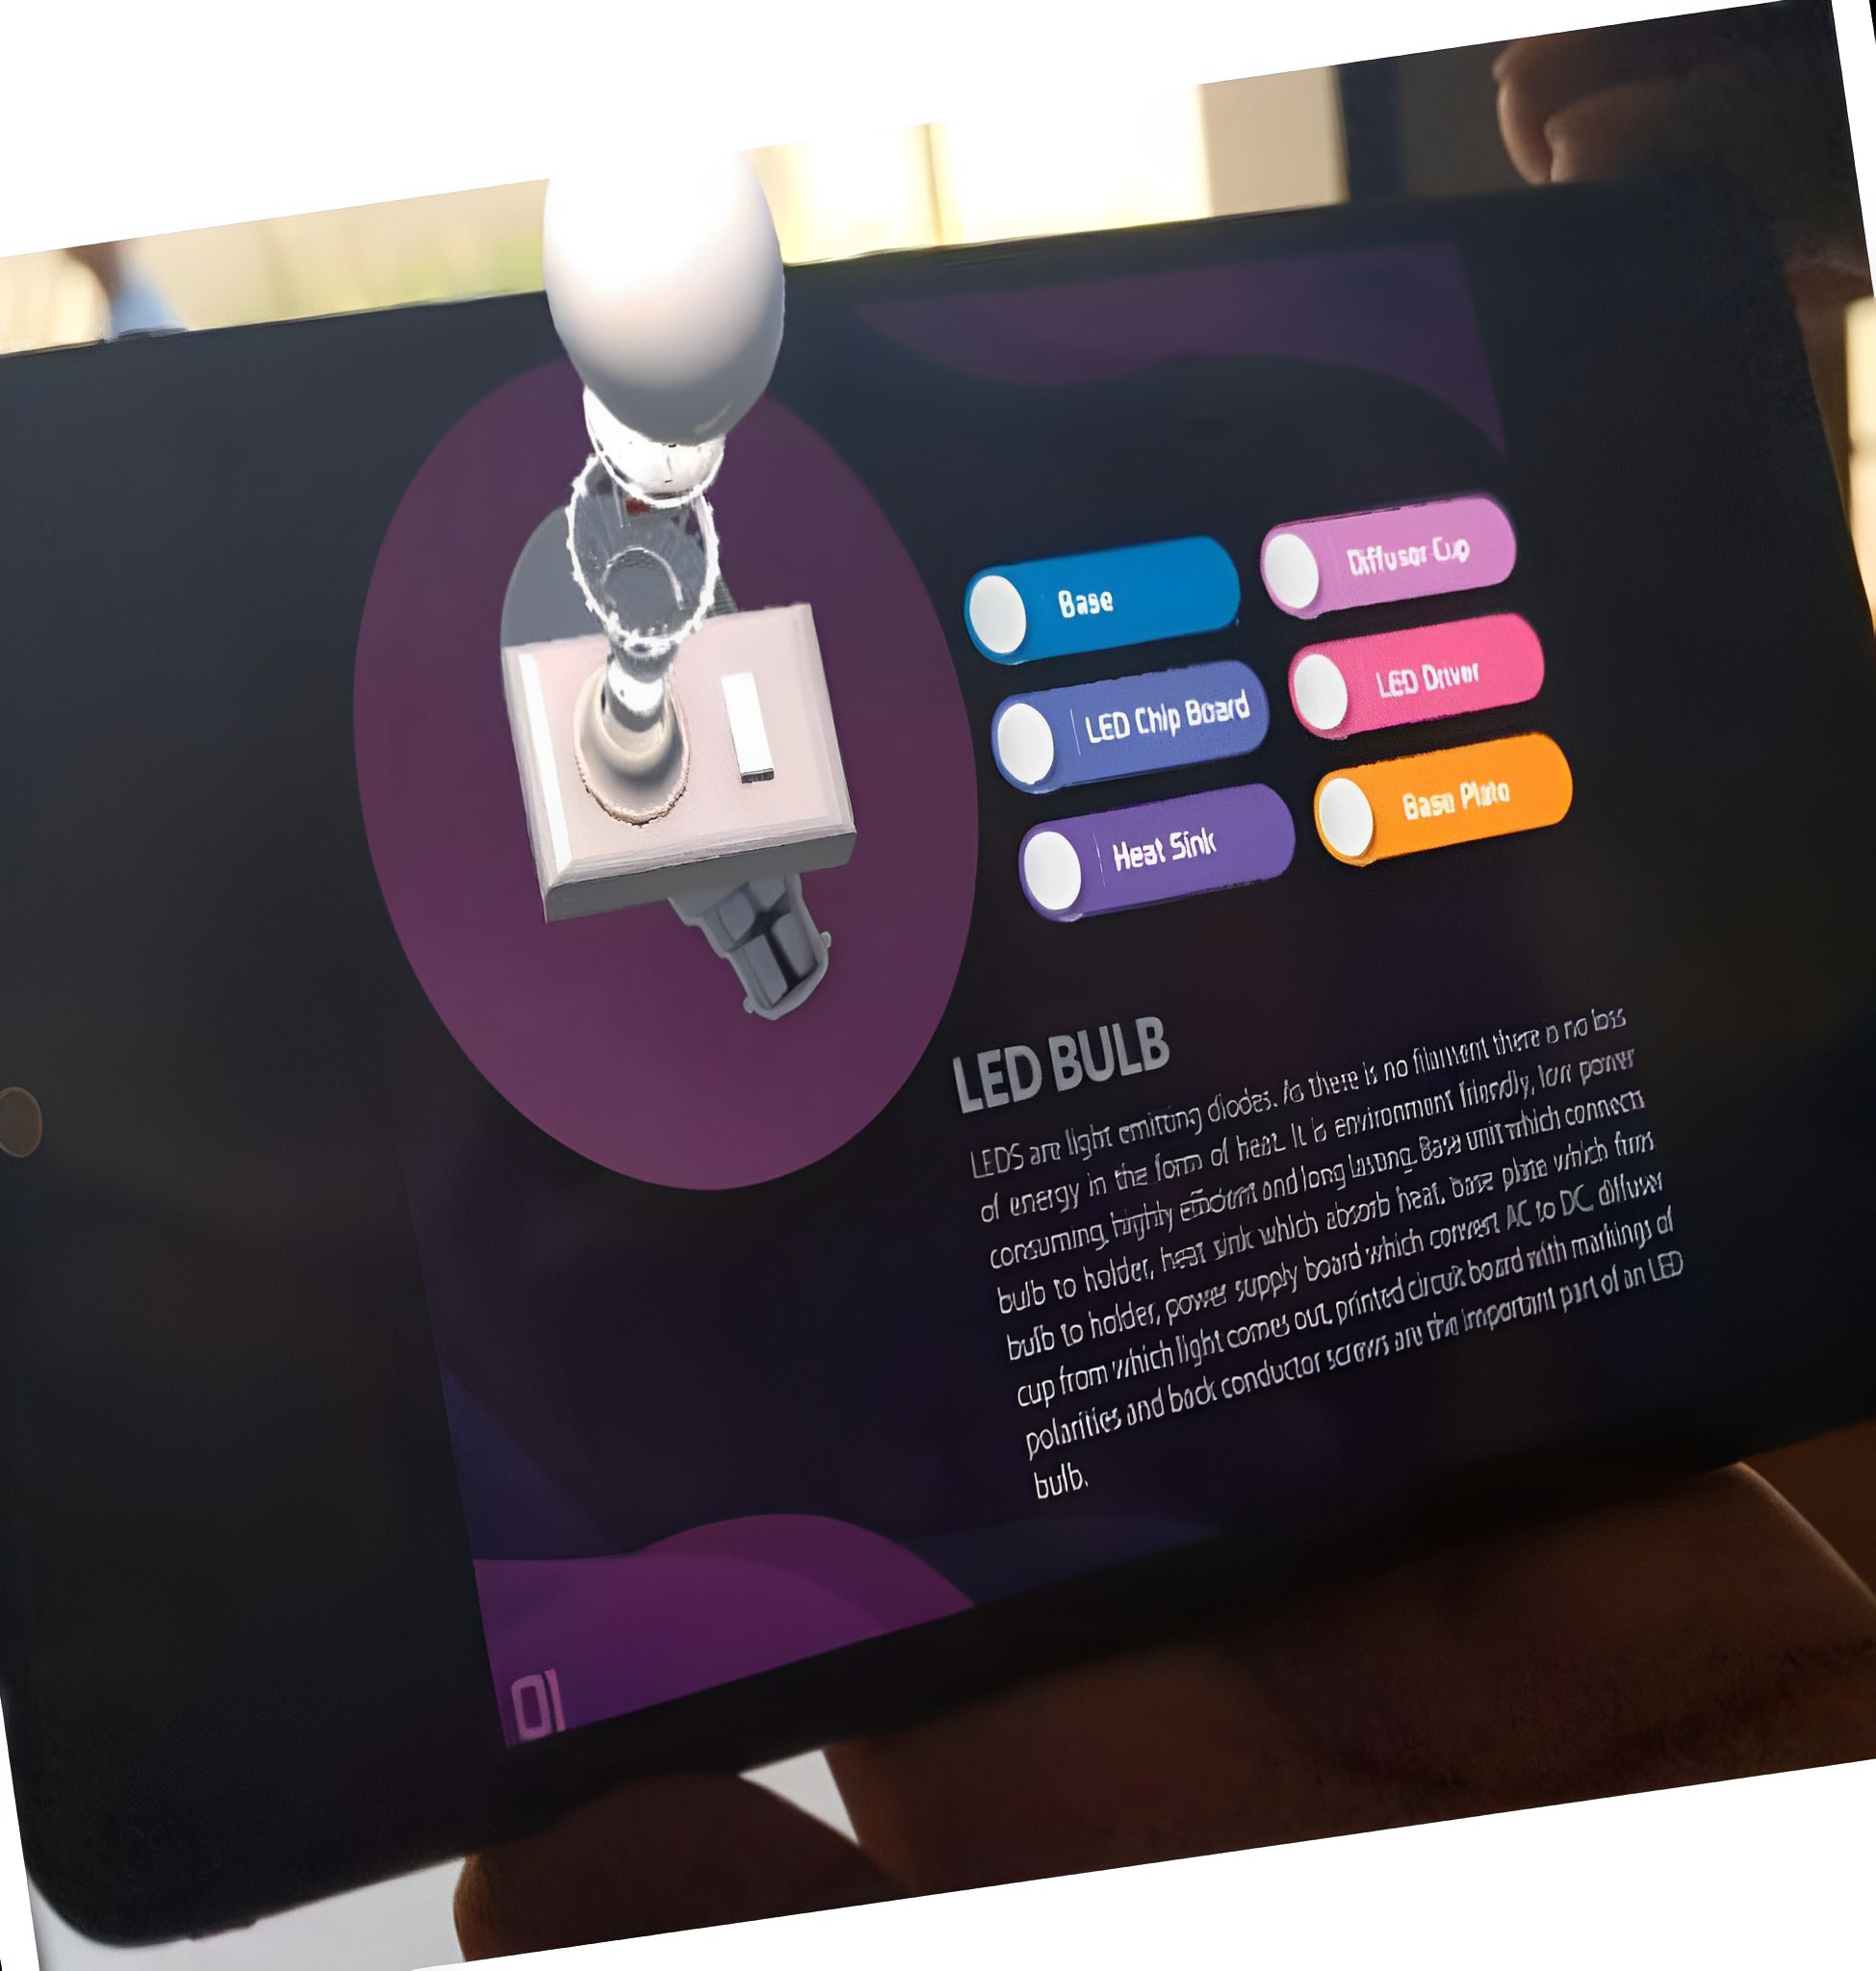 Base
Diffuser Cup
LED Chip Board
LED Driver
Heat Sink
Base Plate
LED BULB
LEDS are light emitting diodes. As there is no filament there is no loss
of energy in the form of heat. It is environment friendly, low power
consuming, highly efficient and long lasting. Base unit which connects
bulb to holder, heat sink which absorb heat, base plate which firms
bulb to holder, power supply board which convert AC to DC, diffuser
cup from which light comes out, printed circuit board with markings of
polarities and back conductor screws are the important part of an LED
bulb.
01